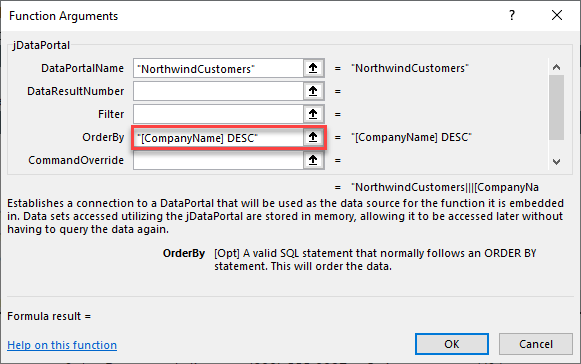 Function Arguments
jDataPortal
DataPortalName "NorthwindCustomers" = "NorthwindCustomers"
DataResultNumber =
Filter =
OrderBy "[CompanyName] DESC" = "[CompanyName] DESC"
CommandOverride =
= "NorthwindCustomers|||[CompanyNa
Establishes a connection to a DataPortal that will be used as the data source for the function it is embedded
in. Data sets accessed utilizing the jDataPortal are stored in memory, allowing it to be accessed later without
having to query the data again.
OrderBy [Opt] A valid SQL statement that normally follows an ORDER BY
statement. This will order the data.
Formula result =
Help on this function
OK Cancel